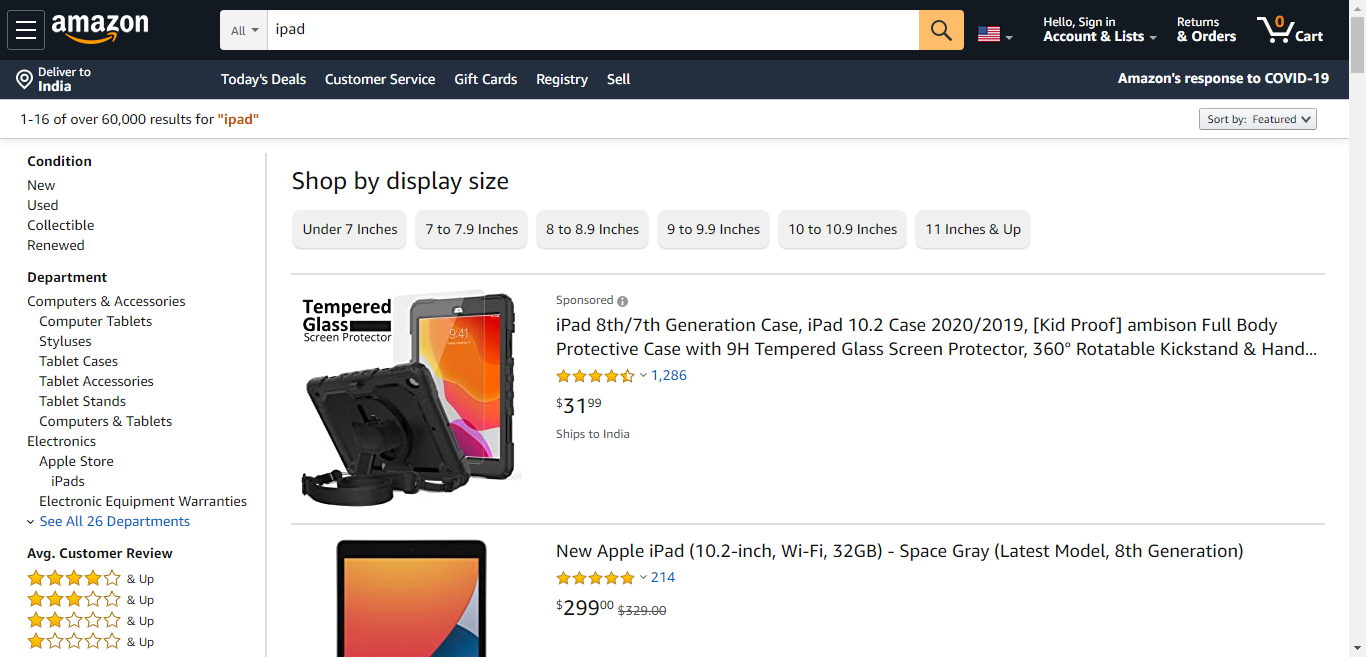 amazon
All
ipad
Hello, Sign in
Account & Lists
Returns
& Orders
0
Cart
Deliver to
India
Today's Deals
Customer Service
Gift Cards
Registry
Sell
Amazon's response to COVID-19
1-16 of over 60,000 results for "ipad"
Sort by: Featured
Condition
New
Used
Collectible
Renewed
Department
Computers & Accessories
Computer Tablets
Styluses
Tablet Cases
Tablet Accessories
Tablet Stands
Computers & Tablets
Electronics
Apple Store
iPads
Electronic Equipment Warranties
See All 26 Departments
Avg. Customer Review
& Up
& Up
& Up
& Up
Shop by display size
Under 7 Inches
7 to 7.9 Inches
8 to 8.9 Inches
9 to 9.9 Inches
10 to 10.9 Inches
11 Inches & Up
Tempered
Glass
Screen Protector
9:41
Sponsored
iPad 8th/7th Generation Case, iPad 10.2 Case 2020/2019, [Kid Proof] ambison Full Body
Protective Case with 9H Tempered Glass Screen Protector, 360° Rotatable Kickstand & Hand...
1,286
$3199
Ships to India
New Apple iPad (10.2-inch, Wi-Fi, 32GB) - Space Gray (Latest Model, 8th Generation)
214
$29900 $329.00